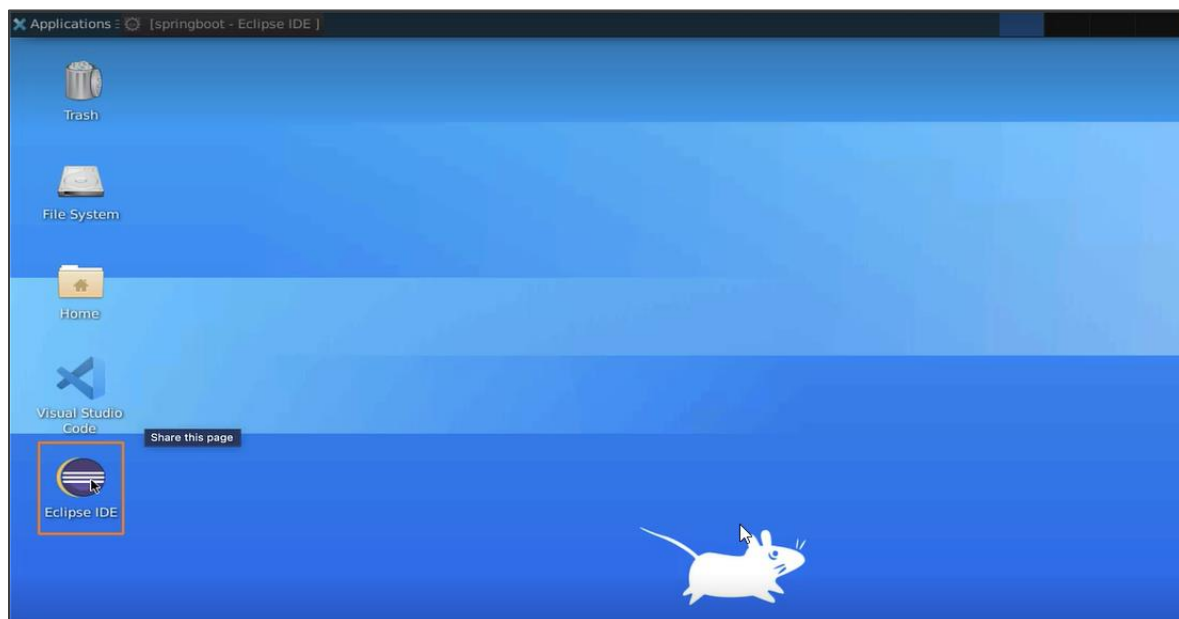 Applications [springboot - Eclipse IDE ]
Trash
File System
Home
Visual Studio
Code
Share this page
Eclipse IDE